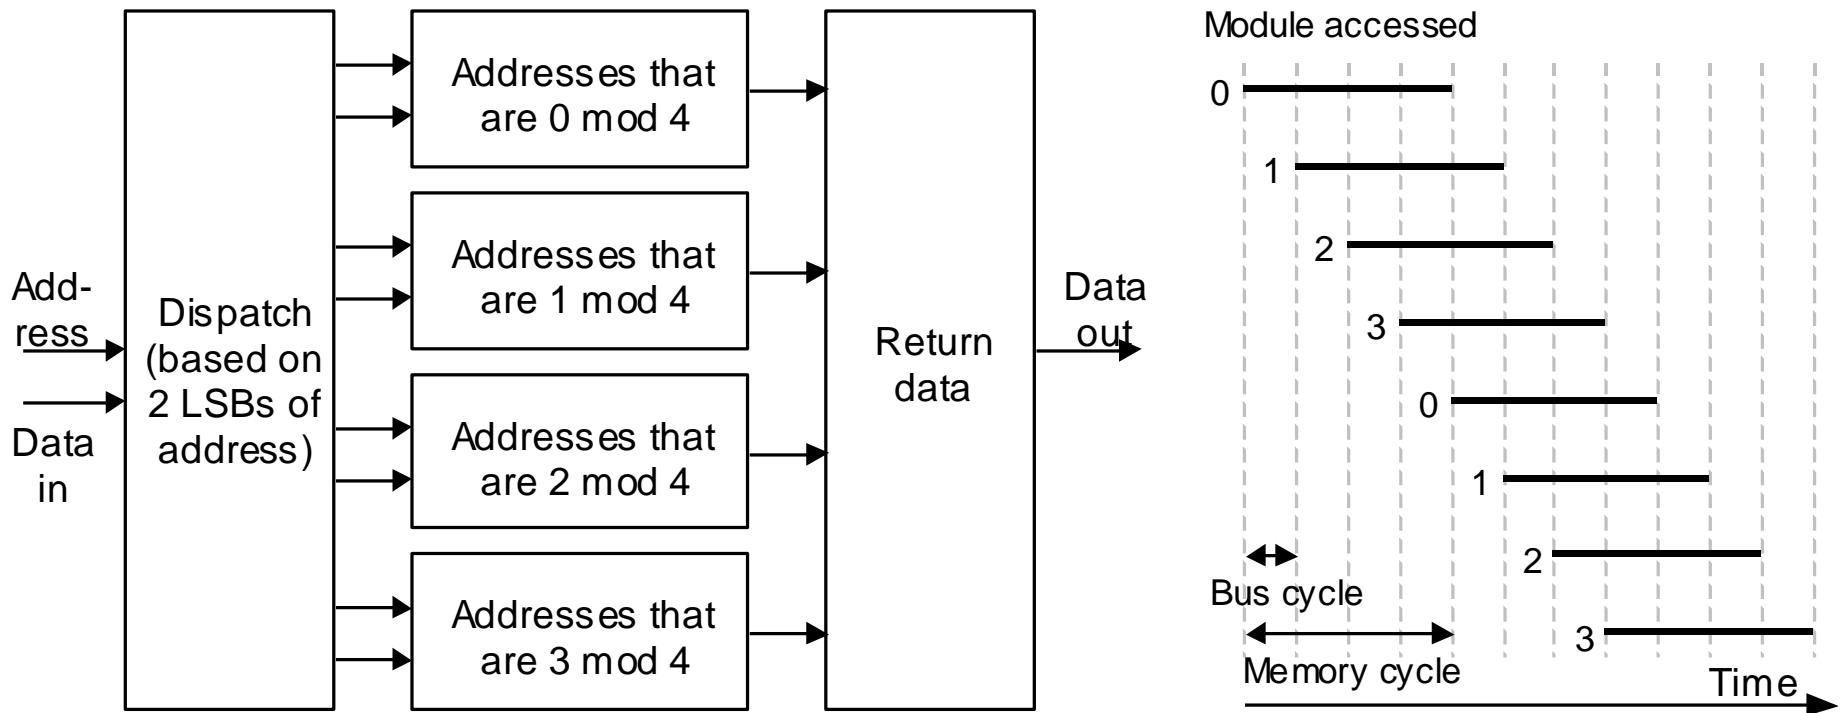 Add-
ress
Data
in
Dispatch
(based on
2 LSBs of
address)
Addresses that
are 0 mod 4
Addresses that
are 1 mod 4
Addresses that
are 2 mod 4
Addresses that
are 3 mod 4
Return
data
Data
out
Module accessed
0
1
2
3
0
1
2
3
Bus cycle
Memory cycle
Time